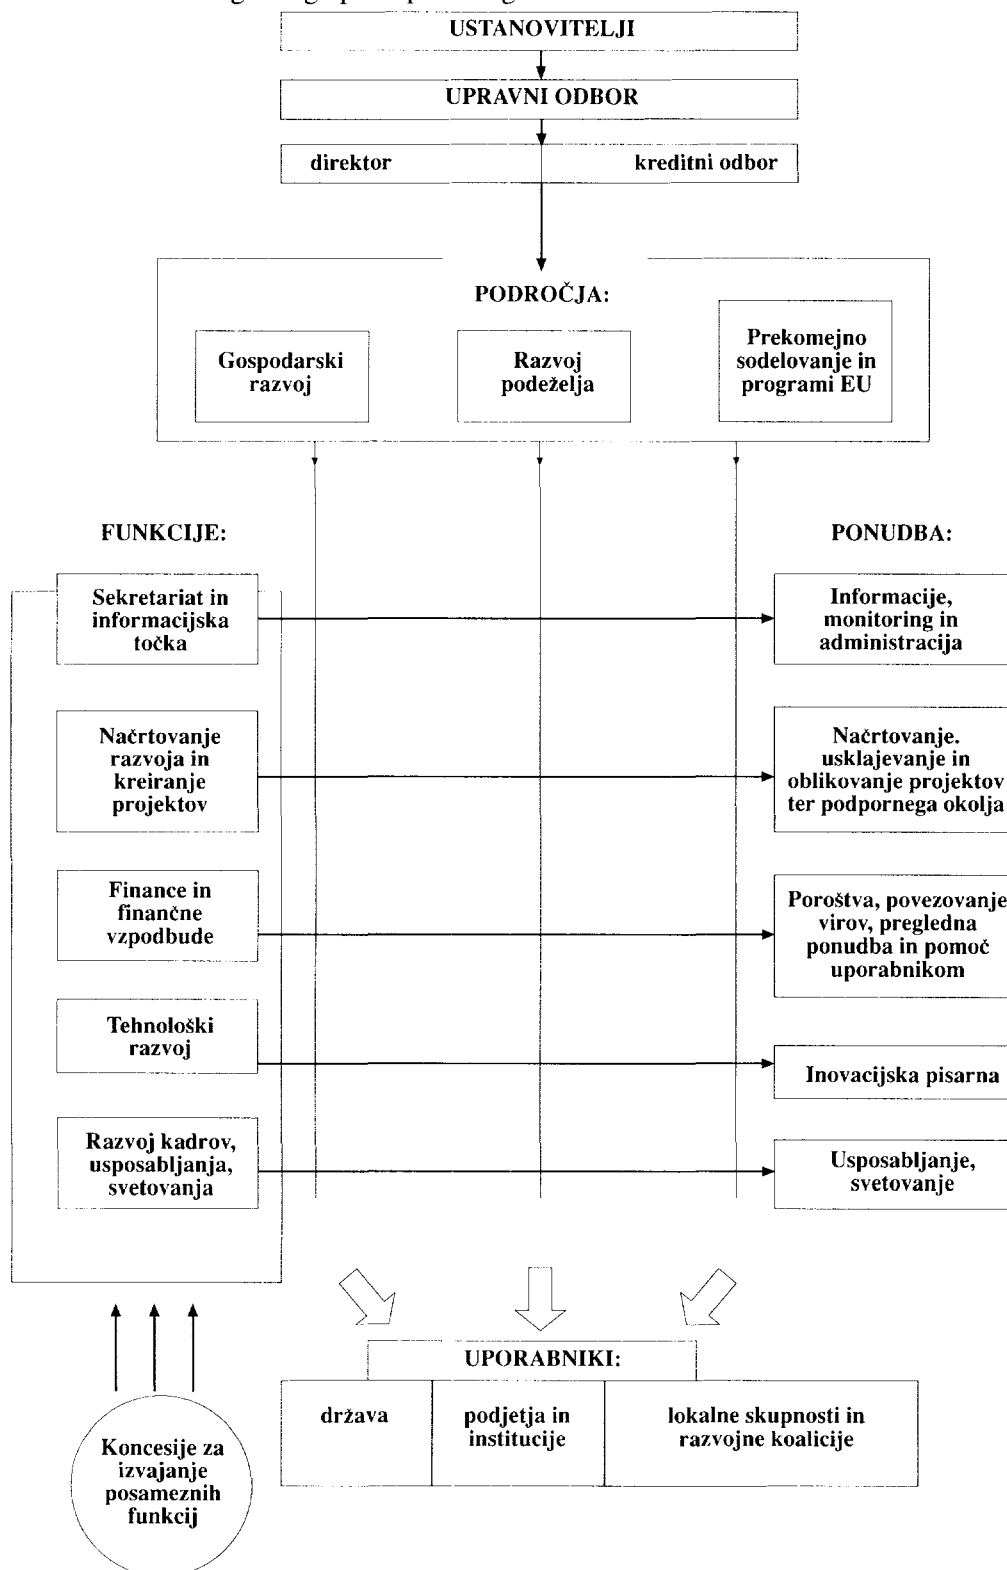 USTANOVITELJI
UPRAVNI ODBOR
direktor
kreditni odbor
PODROČJA:
Gospodarski
razvoj
Razvoj
podeželja
Prekomejno
sodelovanje in
programi EU
FUNKCIJE:
PONUDBA:
Sekretariat in
informacijska
točka
Informacije,
monitoring in
administracija
Načrtovanje
razvoja in
kreiranje
projektov
Načrtovanje.
usklajevanje in
oblikovanje projektov
ter podpornega okolja
Finance in
finančne
vzpodbude
Poroštva, povezovanje
virov, pregledna
ponudba in pomoč
uporabnikom
Tehnološki
razvoj
Inovacijska pisarna
Razvoj kadrov,
usposabljanja,
svetovanja
Usposabljanje,
svetovanje
UPORABNIKI:
država
podjetja in
institucije
lokalne skupnosti in
razvojne koalicije
Koncesije za
izvajanje
posameznih
funkcij